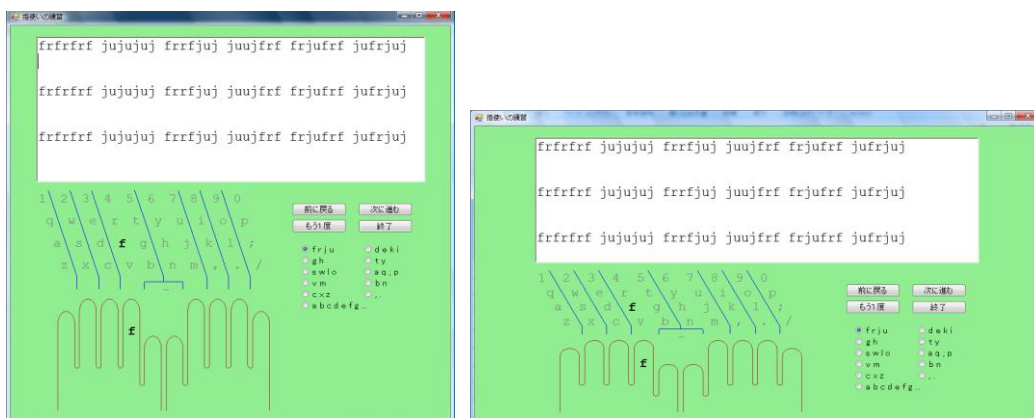 指使いの練習
frfrfrf jujujuj frrfjuj juujfrf frjufrf jufrjuj
frfrfrf jujujuj frrfjuj juujfrf frjufrf jufrjuj
frfrfrf jujujuj frrfjuj juujfrf frjufrf jufrjuj
1 2 3 4 5 6 7 8 9 0
q w e r t y u i o p
a s d f g h j k l ;
z x c v b n m , . /
f
前に戻る 次に進む
もう1度 終了
frju deki
gh ty
swlo aq;p
vm bn
cxz ,.
abcdefg…
指使いの練習
frfrfrf jujujuj frrfjuj juujfrf frjufrf jufrjuj
frfrfrf jujujuj frrfjuj juujfrf frjufrf jufrjuj
frfrfrf jujujuj frrfjuj juujfrf frjufrf jufrjuj
1 2 3 4 5 6 7 8 9 0
q w e r t y u i o p
a s d f g h j k l ;
z x c v b n m , . /
f
前に戻る 次に進む
もう1度 終了
frju deki
gh ty
swlo aq;p
vm bn
cxz ,.
abcdefg…